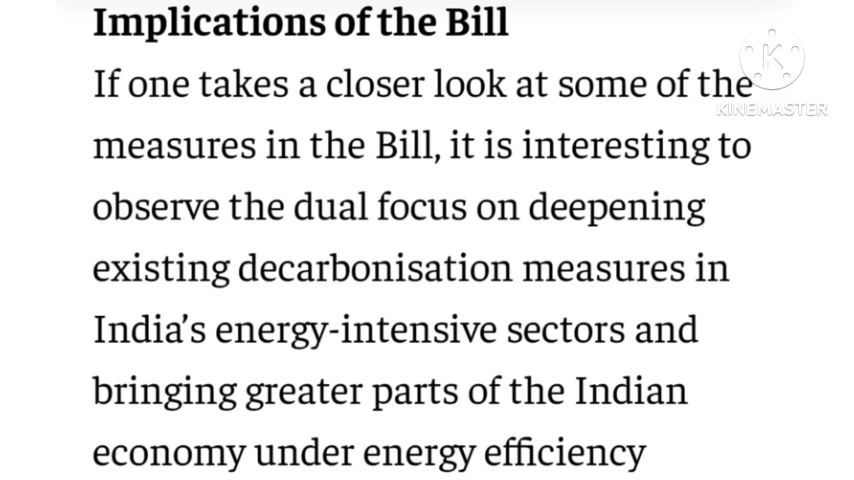 Implications of the Bill
If one takes a closer look at some of the
measures in the Bill, it is interesting to
observe the dual focus on deepening
existing decarbonisation measures in
India’s energy-intensive sectors and
bringing greater parts of the Indian
economy under energy efficiency
K
KINEMASTER